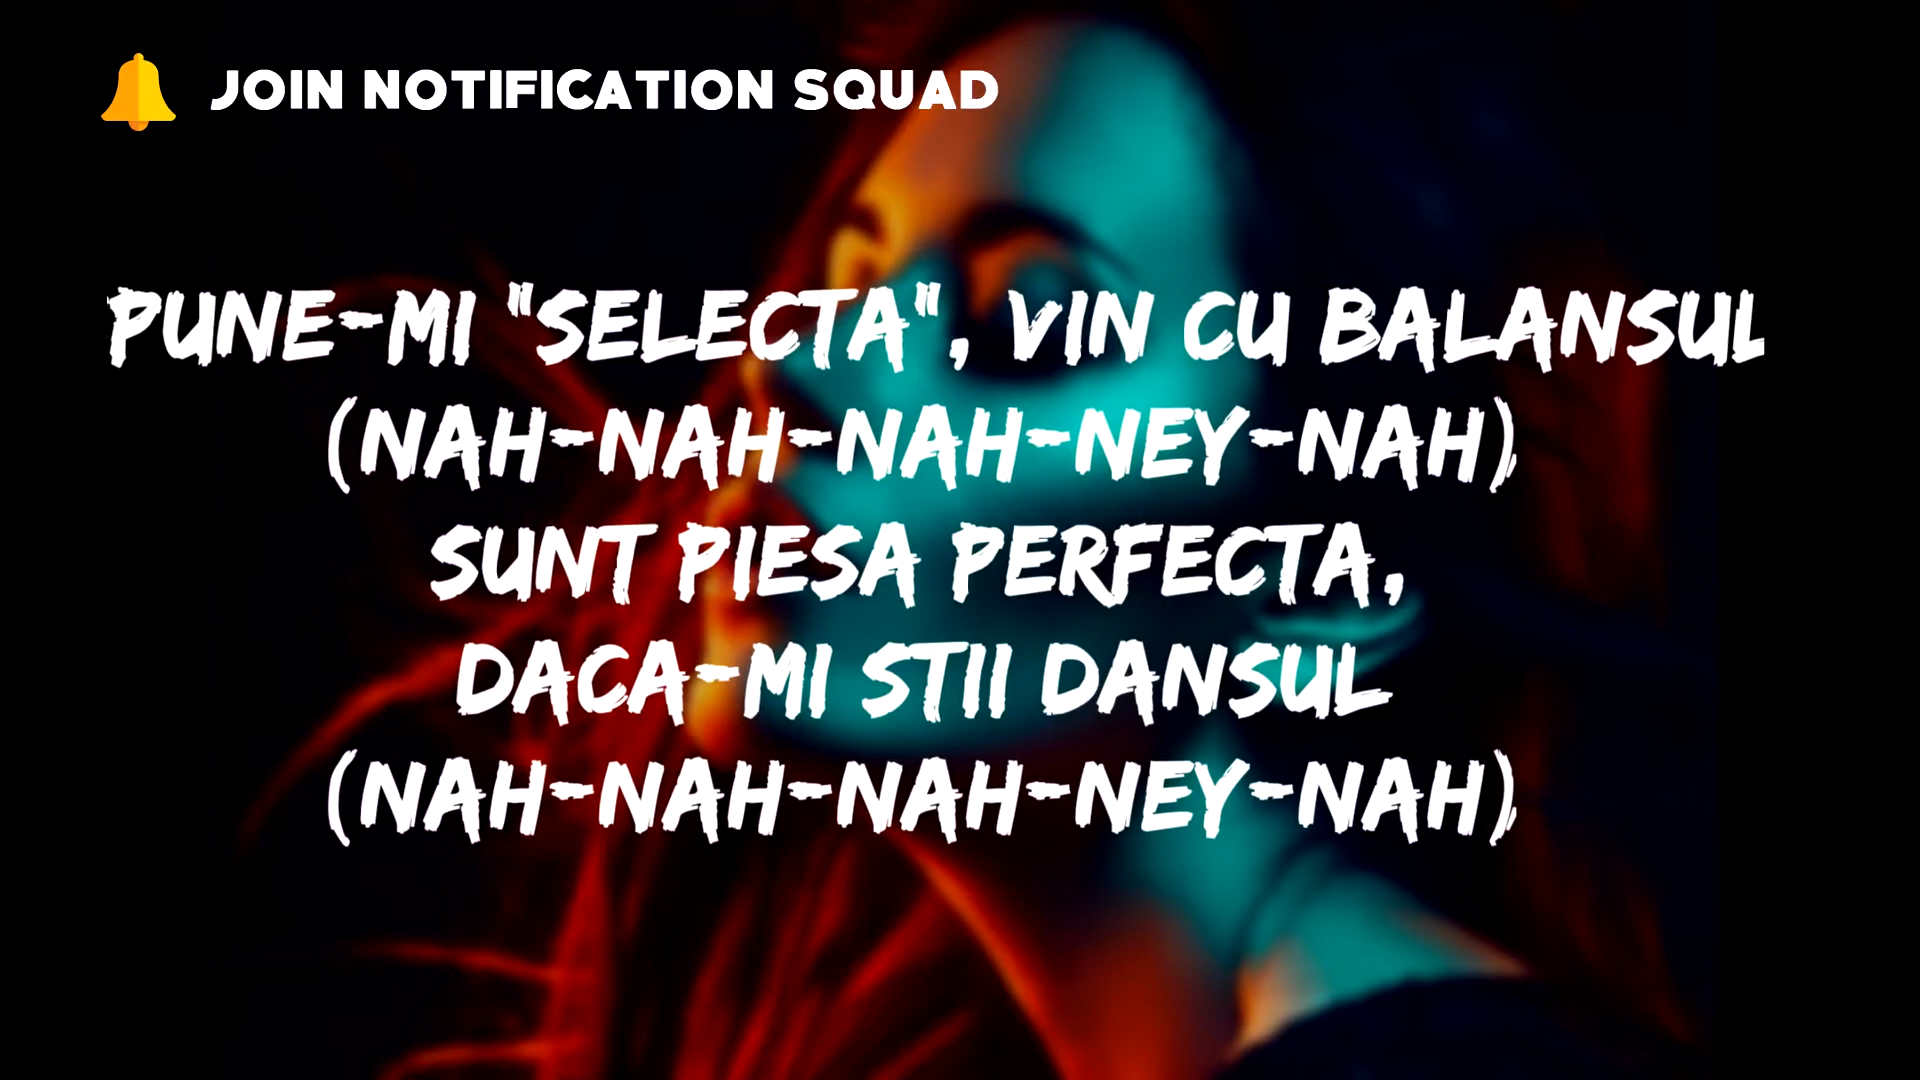 JOIN NOTIFICATION SQUAD
PUNE-MI "SELECTA", VIN CU BALANSUL
(NAH-NAH-NAH-NEY-NAH)
SUNT PIESA PERFECTA,
DACA-MI STII DANSUL
(NAH-NAH-NAH-NEY-NAH)